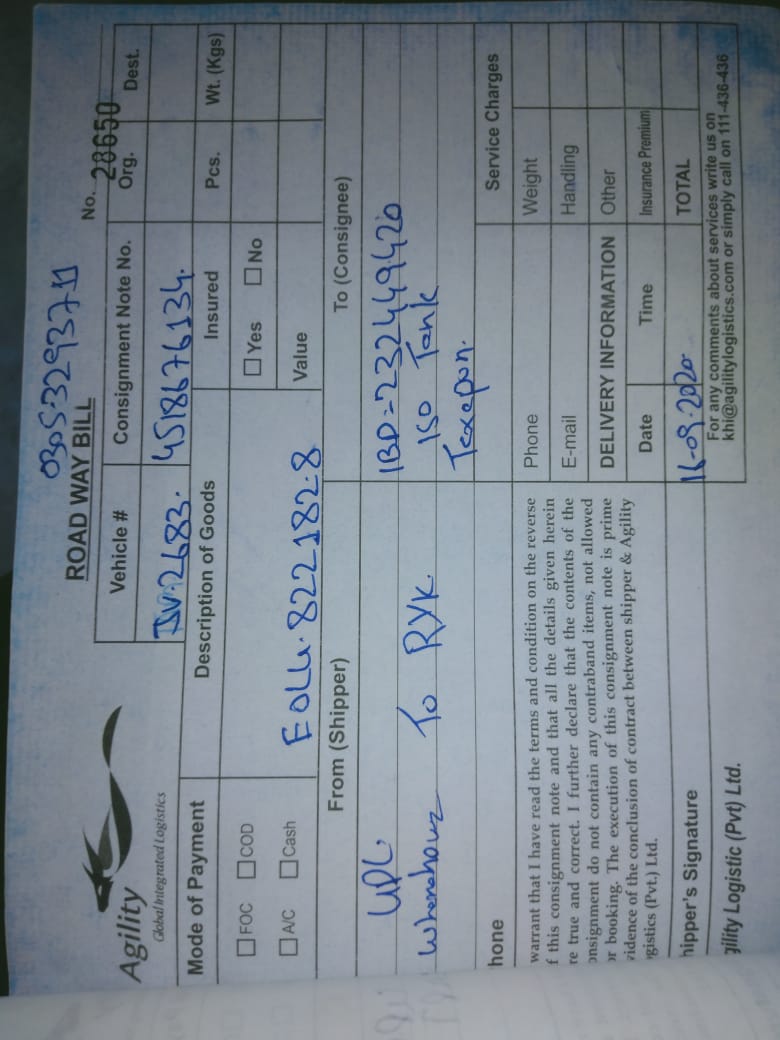 0305-3293711
ROAD WAY BILL
No. 28650
Agility
Global Integrated Logistics
Vehicle #
Consignment Note No.
Org.
Dest.
2683.
4518676134.
Mode of Payment
Description of Goods
Insured
Pcs.
Wt. (Kgs)
FOC
COD
Yes
No
A/C
Cash
EOLU.822182.8
Value
From (Shipper)
To (Consignee)
UPL
IBD=232449420
To RYK.
ISO Tank
Texapon.
hone
Service Charges
warrant that I have read the terms and condition on the reverse
f this consignment note and that all the details given herein
re true and correct. I further declare that the contents of the
onsignment do not contain any contraband items, not allowed
or booking. The execution of this consignment note is prime
vidence of the conclusion of contract between shipper & Agility
gistics (Pvt.) Ltd.
Phone
Weight
E-mail
Handling
DELIVERY INFORMATION
Other
Date
Time
Insurance Premium
hipper's Signature
16-09-2020
TOTAL
gility Logistic (Pvt) Ltd.
For any comments about services write us on
khi@agilitylogistics.com or simply call on 111-436-436